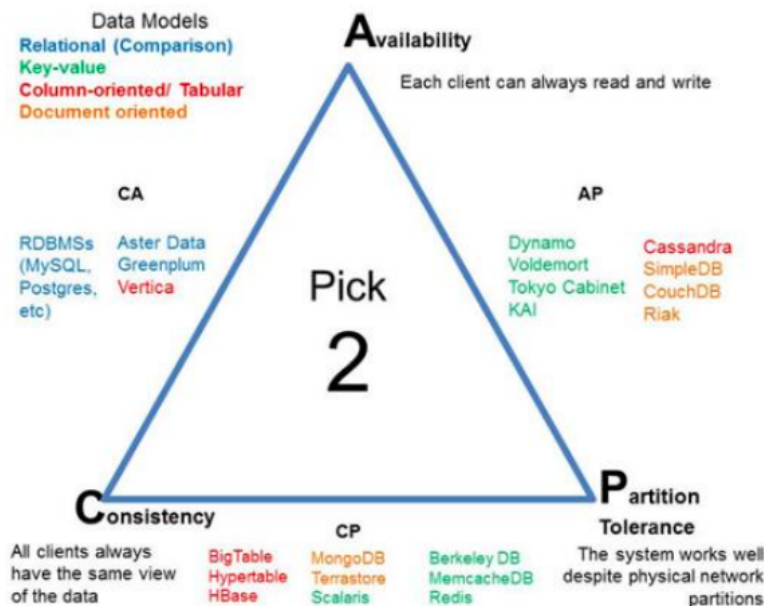 Data Models
Relational (Comparison)
Key-value
Column-oriented/ Tabular
Document oriented
Availability
Each client can always read and write
CA
RDBMSs
(MySQL,
Postgres,
etc)
Aster Data
Greenplum
Vertica
Pick
2
AP
Dynamo
Voldemort
Tokyo Cabinet
KAI
Cassandra
SimpleDB
CouchDB
Riak
Consistency
All clients always
have the same view
of the data
CP
BigTable
Hypertable
HBase
MongoDB
Terrastore
Scalaris
Berkeley DB
MemcacheDB
Redis
Partition
Tolerance
The system works well
despite physical network
partitions